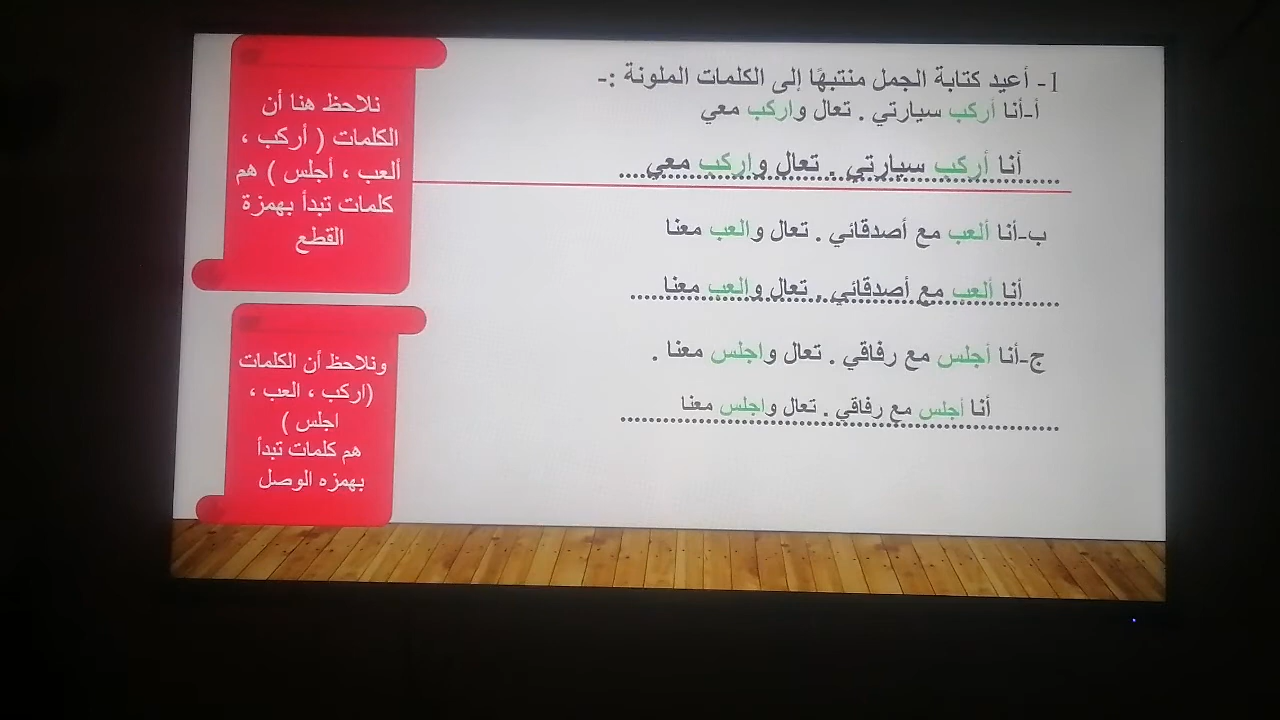 1- أعيد كتابة الجمل منتبهًا إلى الكلمات الملونة :-
أ-أنا أركب سيارتي . تعال واركب معي
أنا أركب سيارتي . تعال واركب معي
ب-أنا ألعب مع أصدقائي . تعال والعب معنا
أنا ألعب مع أصدقائي . تعال والعب معنا
ج-أنا أجلس مع رفاقي . تعال واجلس معنا .
أنا أجلس مع رفاقي . تعال واجلس معنا
نلاحظ هنا أن
الكلمات ( أركب ،
ألعب ، أجلس ) هم
كلمات تبدأ بهمزة
القطع
ونلاحظ أن الكلمات
(اركب ، العب ،
اجلس )
هم كلمات تبدأ
بهمزه الوصل